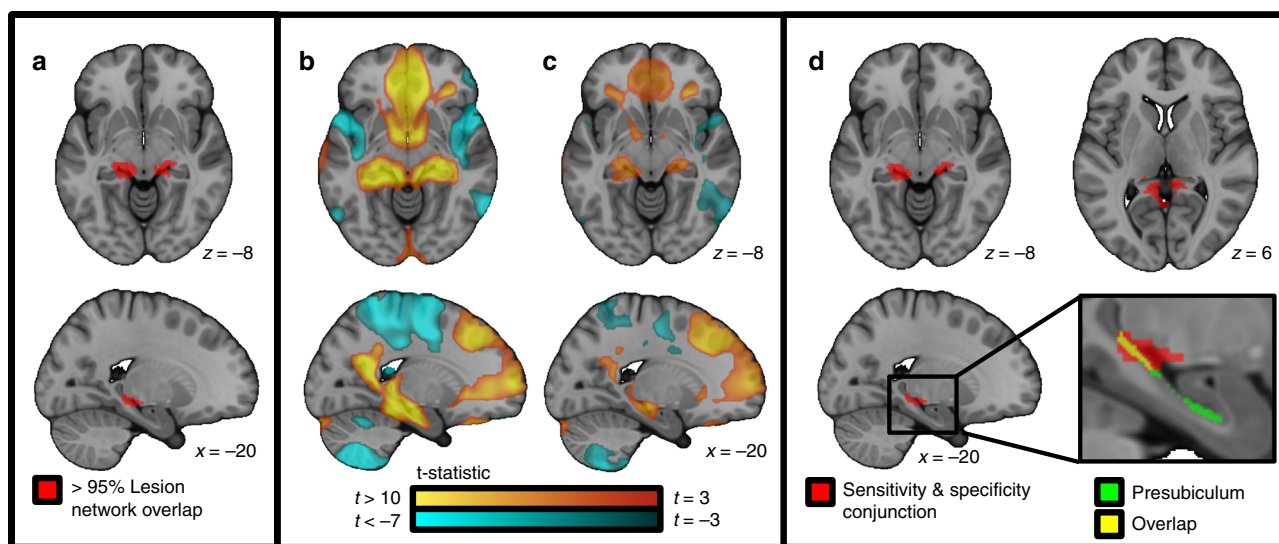 a
z = –8
x = –20
> 95% Lesion
network overlap
b
c
z = –8
x = –20
t-statistic
t > 10
t = 3
t < –7
t = –3
d
z = –8
z = 6
x = –20
Sensitivity & specificity
conjunction
Presubiculum
Overlap